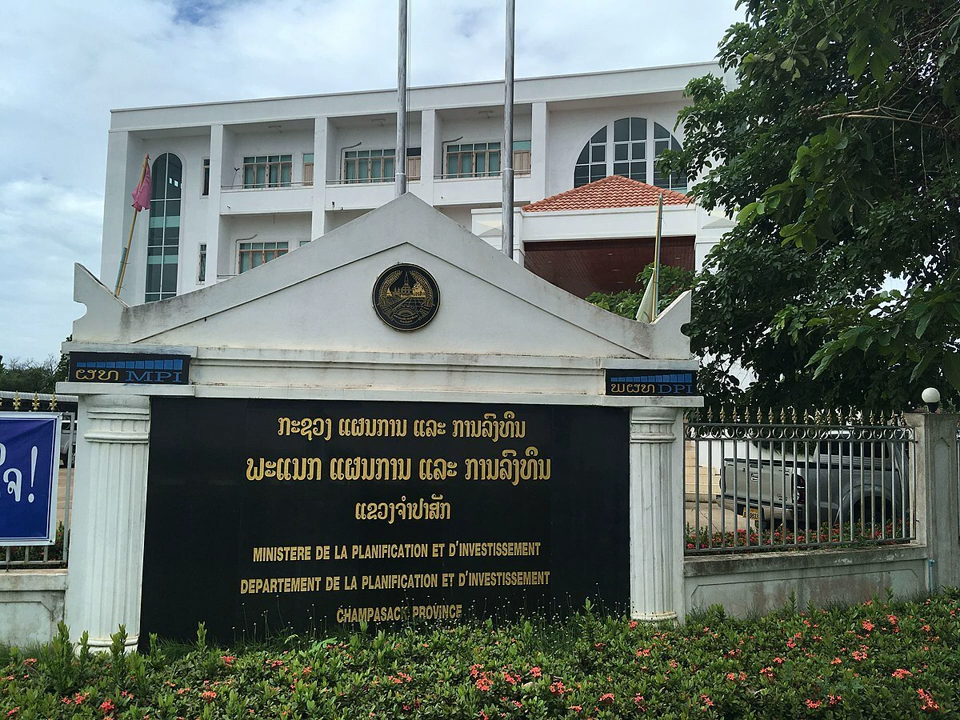 ຜຫທ MPI
ພຜຫທ DPI
ກະຊວງ ແຜນການ ແລະ ການລົງທຶນ
ພະແນກ ແຜນການ ແລະ ການລົງທຶນ
ແຂວງຈຳປາສັກ
MINISTERE DE LA PLANIFICATION ET D'INVESTISSEMENT
DEPARTEMENT DE LA PLANIFICATION ET D'INVESTISSEMENT
CHAMPASACK PROVINCE